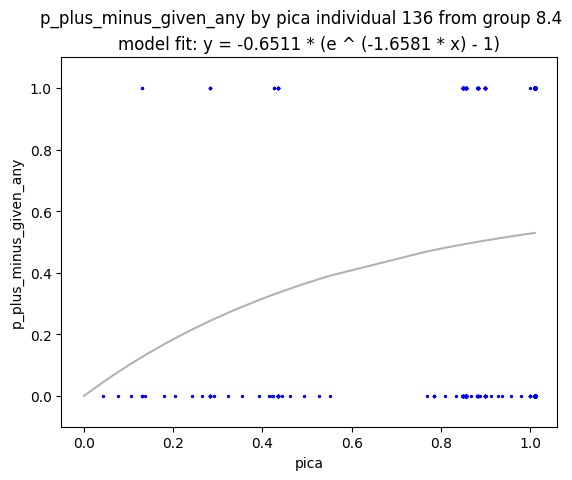 p_plus_minus_given_any by pica individual 136 from group 8.4
model fit: y = -0.6511 * (e ^ (-1.6581 * x) - 1)
1.0
0.8
0.6
0.4
0.2
0.0
p_plus_minus_given_any
0.0 0.2 0.4 0.6 0.8 1.0
pica